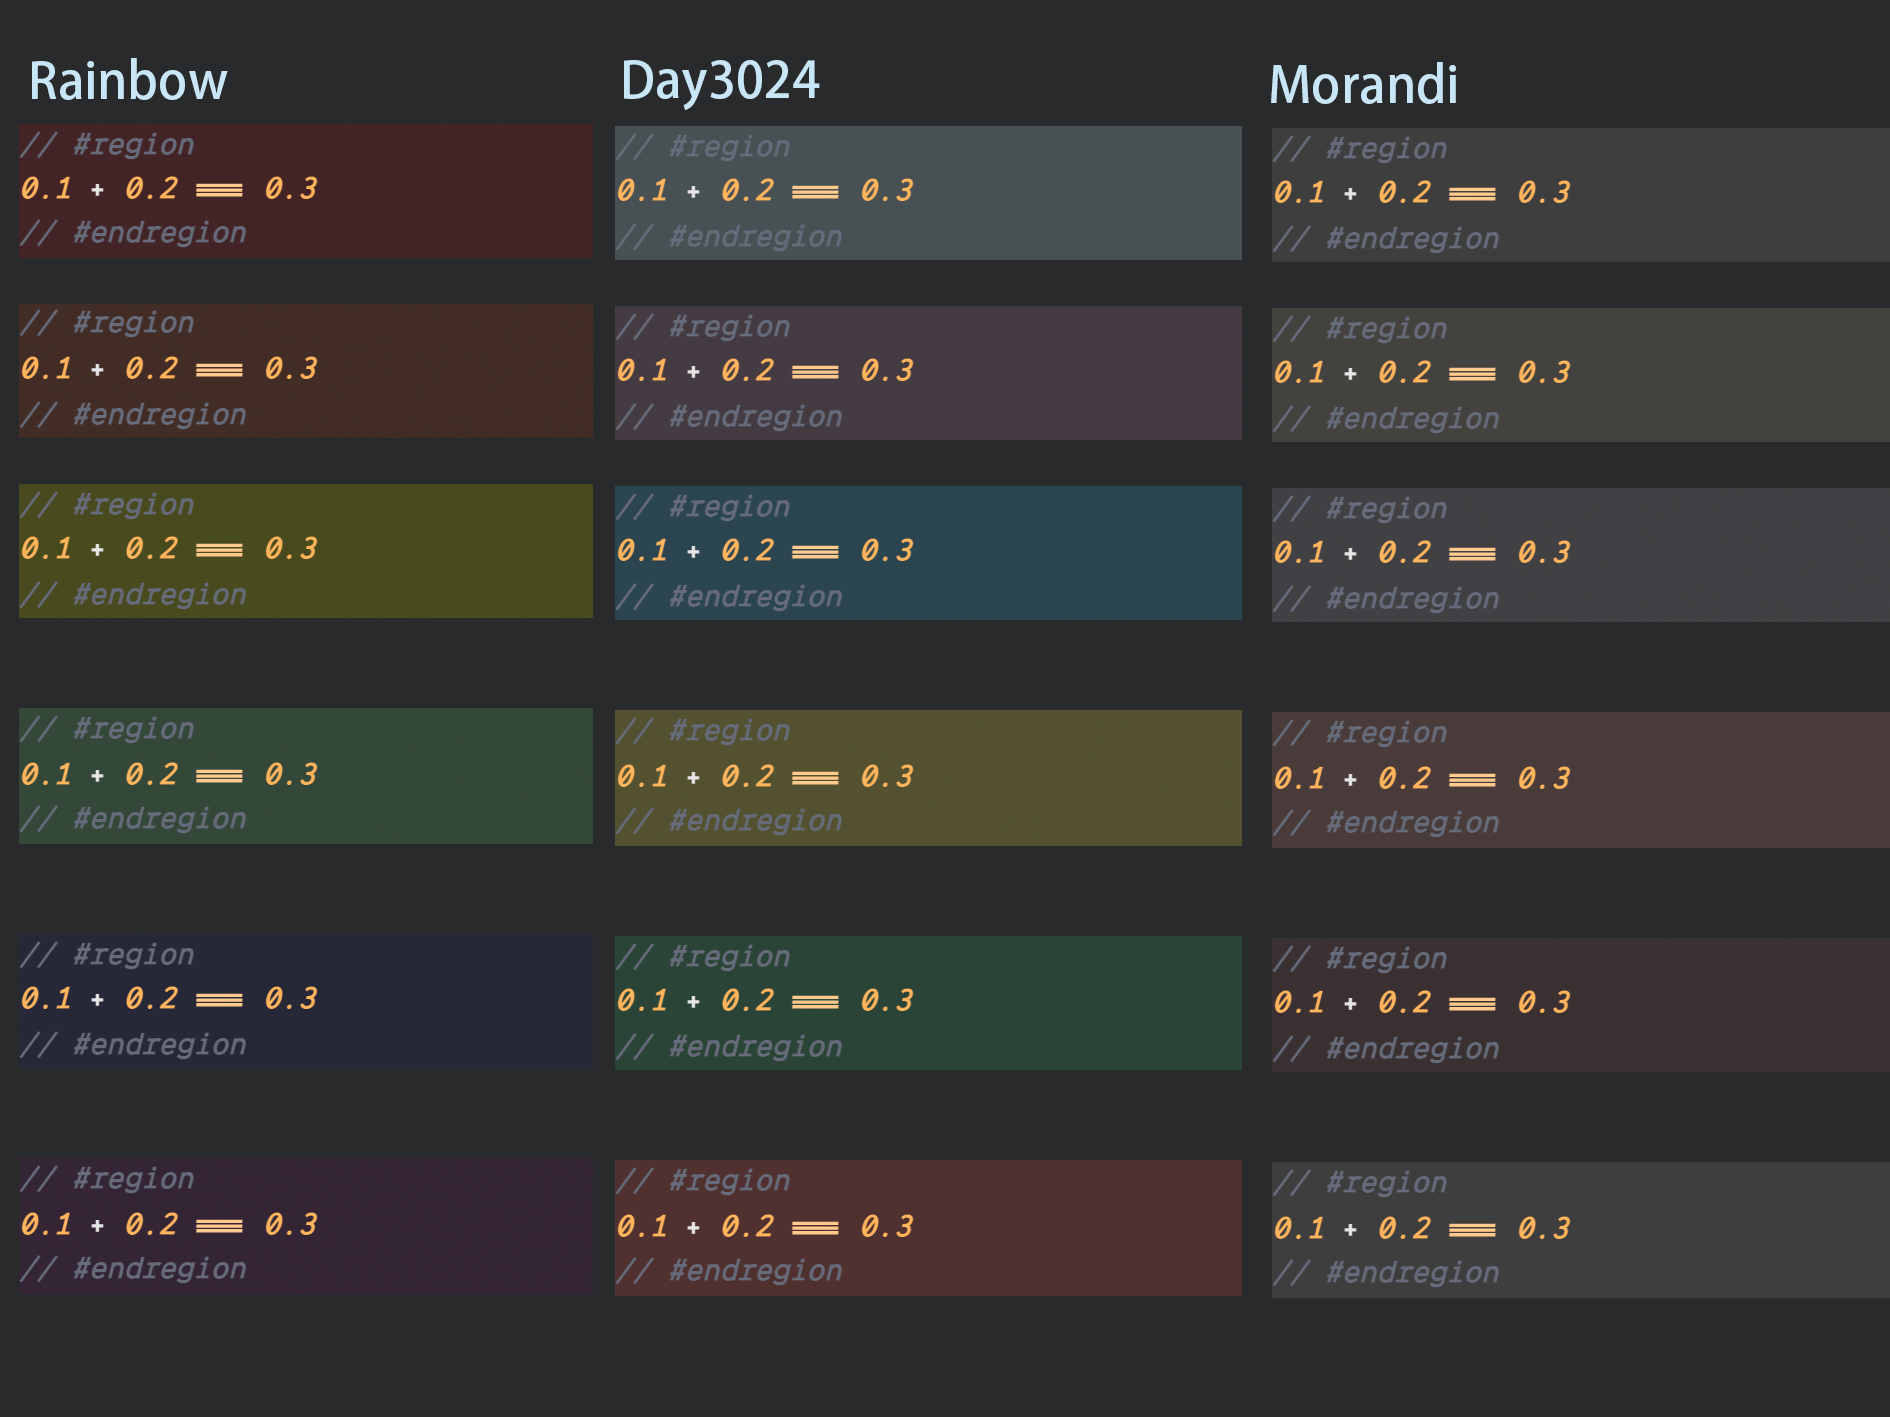 Rainbow
// #region
0.1 + 0.2 === 0.3
// #endregion
// #region
0.1 + 0.2 === 0.3
// #endregion
// #region
0.1 + 0.2 === 0.3
// #endregion
// #region
0.1 + 0.2 === 0.3
// #endregion
// #region
0.1 + 0.2 === 0.3
// #endregion
// #region
0.1 + 0.2 === 0.3
// #endregion
Day3024
// #region
0.1 + 0.2 === 0.3
// #endregion
// #region
0.1 + 0.2 === 0.3
// #endregion
// #region
0.1 + 0.2 === 0.3
// #endregion
// #region
0.1 + 0.2 === 0.3
// #endregion
// #region
0.1 + 0.2 === 0.3
// #endregion
// #region
0.1 + 0.2 === 0.3
// #endregion
Morandi
// #region
0.1 + 0.2 === 0.3
// #endregion
// #region
0.1 + 0.2 === 0.3
// #endregion
// #region
0.1 + 0.2 === 0.3
// #endregion
// #region
0.1 + 0.2 === 0.3
// #endregion
// #region
0.1 + 0.2 === 0.3
// #endregion
// #region
0.1 + 0.2 === 0.3
// #endregion